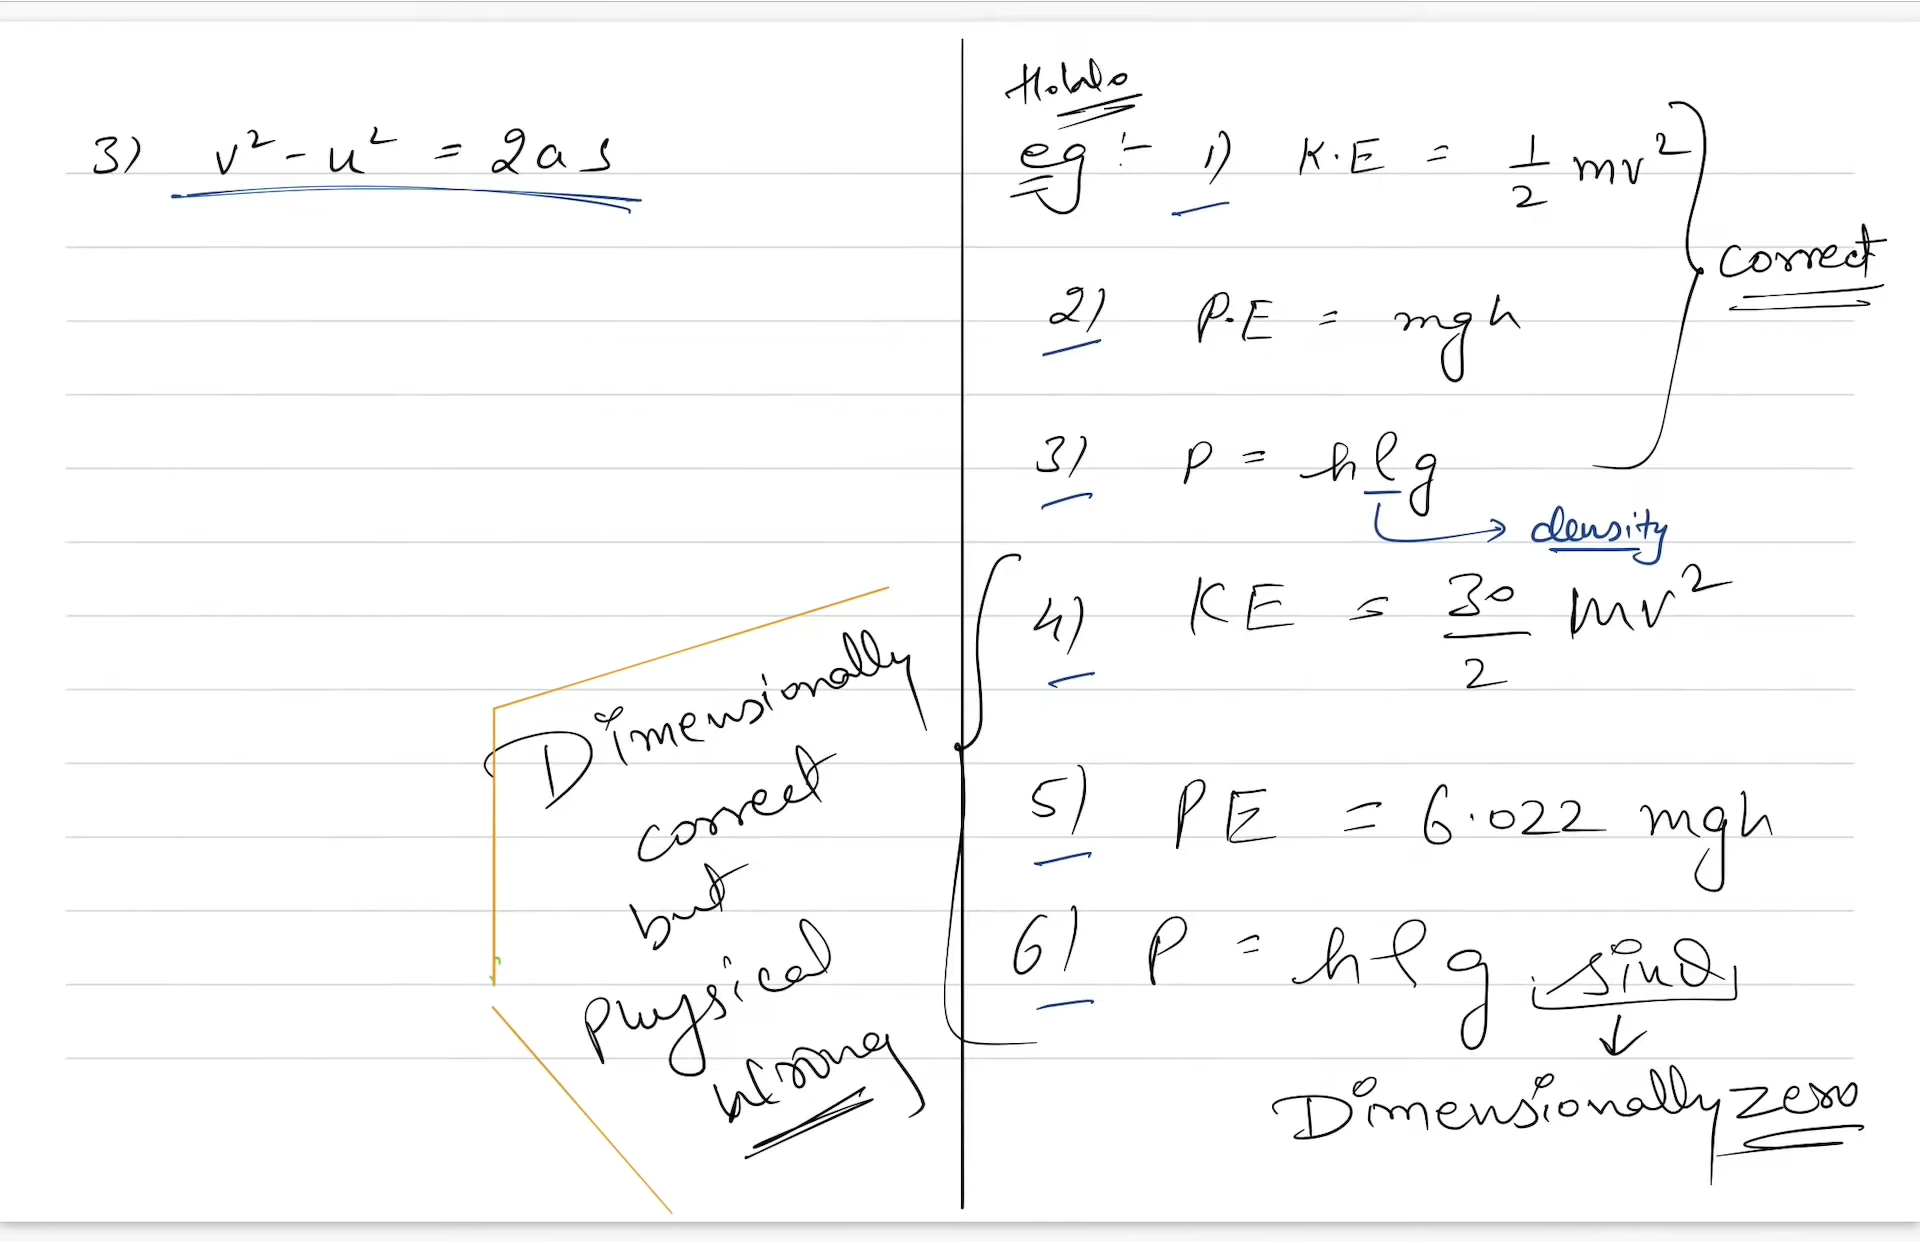 3) v² - u² = 2as
eg :- 1) K.E = 1/2 mv²
correct
2) P.E = mgh
3) P = hρg
density
4) KE = 30/2 mv²
5) PE = 6.022 mgh
6) P = hρg sinθ
Dimensionally zero
Dimensionally
correct
but
Physical
Wrong